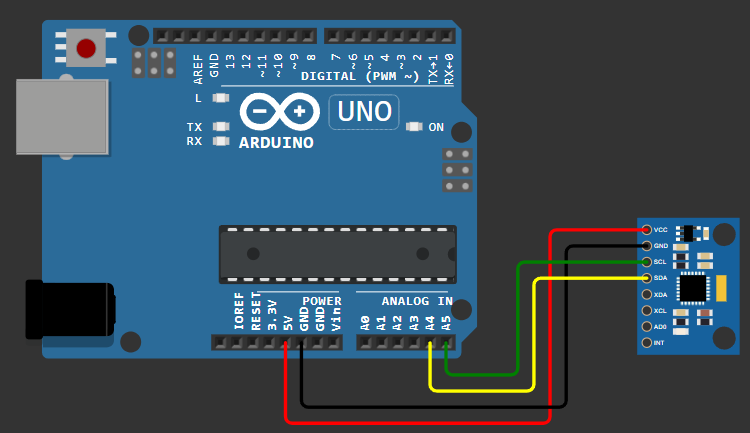 AREF
GND
13
12
~11
~10
~9
8
7
~6
~5
4
~3
2
TX→1
RX←0
DIGITAL (PWM ~)
L
UNO
TX
ON
RX
ARDUINO
VCC
GND
SCL
SDA
XDA
XCL
AD0
INT
POWER
ANALOG IN
IOREF
RESET
3.3V
5V
GND
GND
Vin
A0
A1
A2
A3
A4
A5